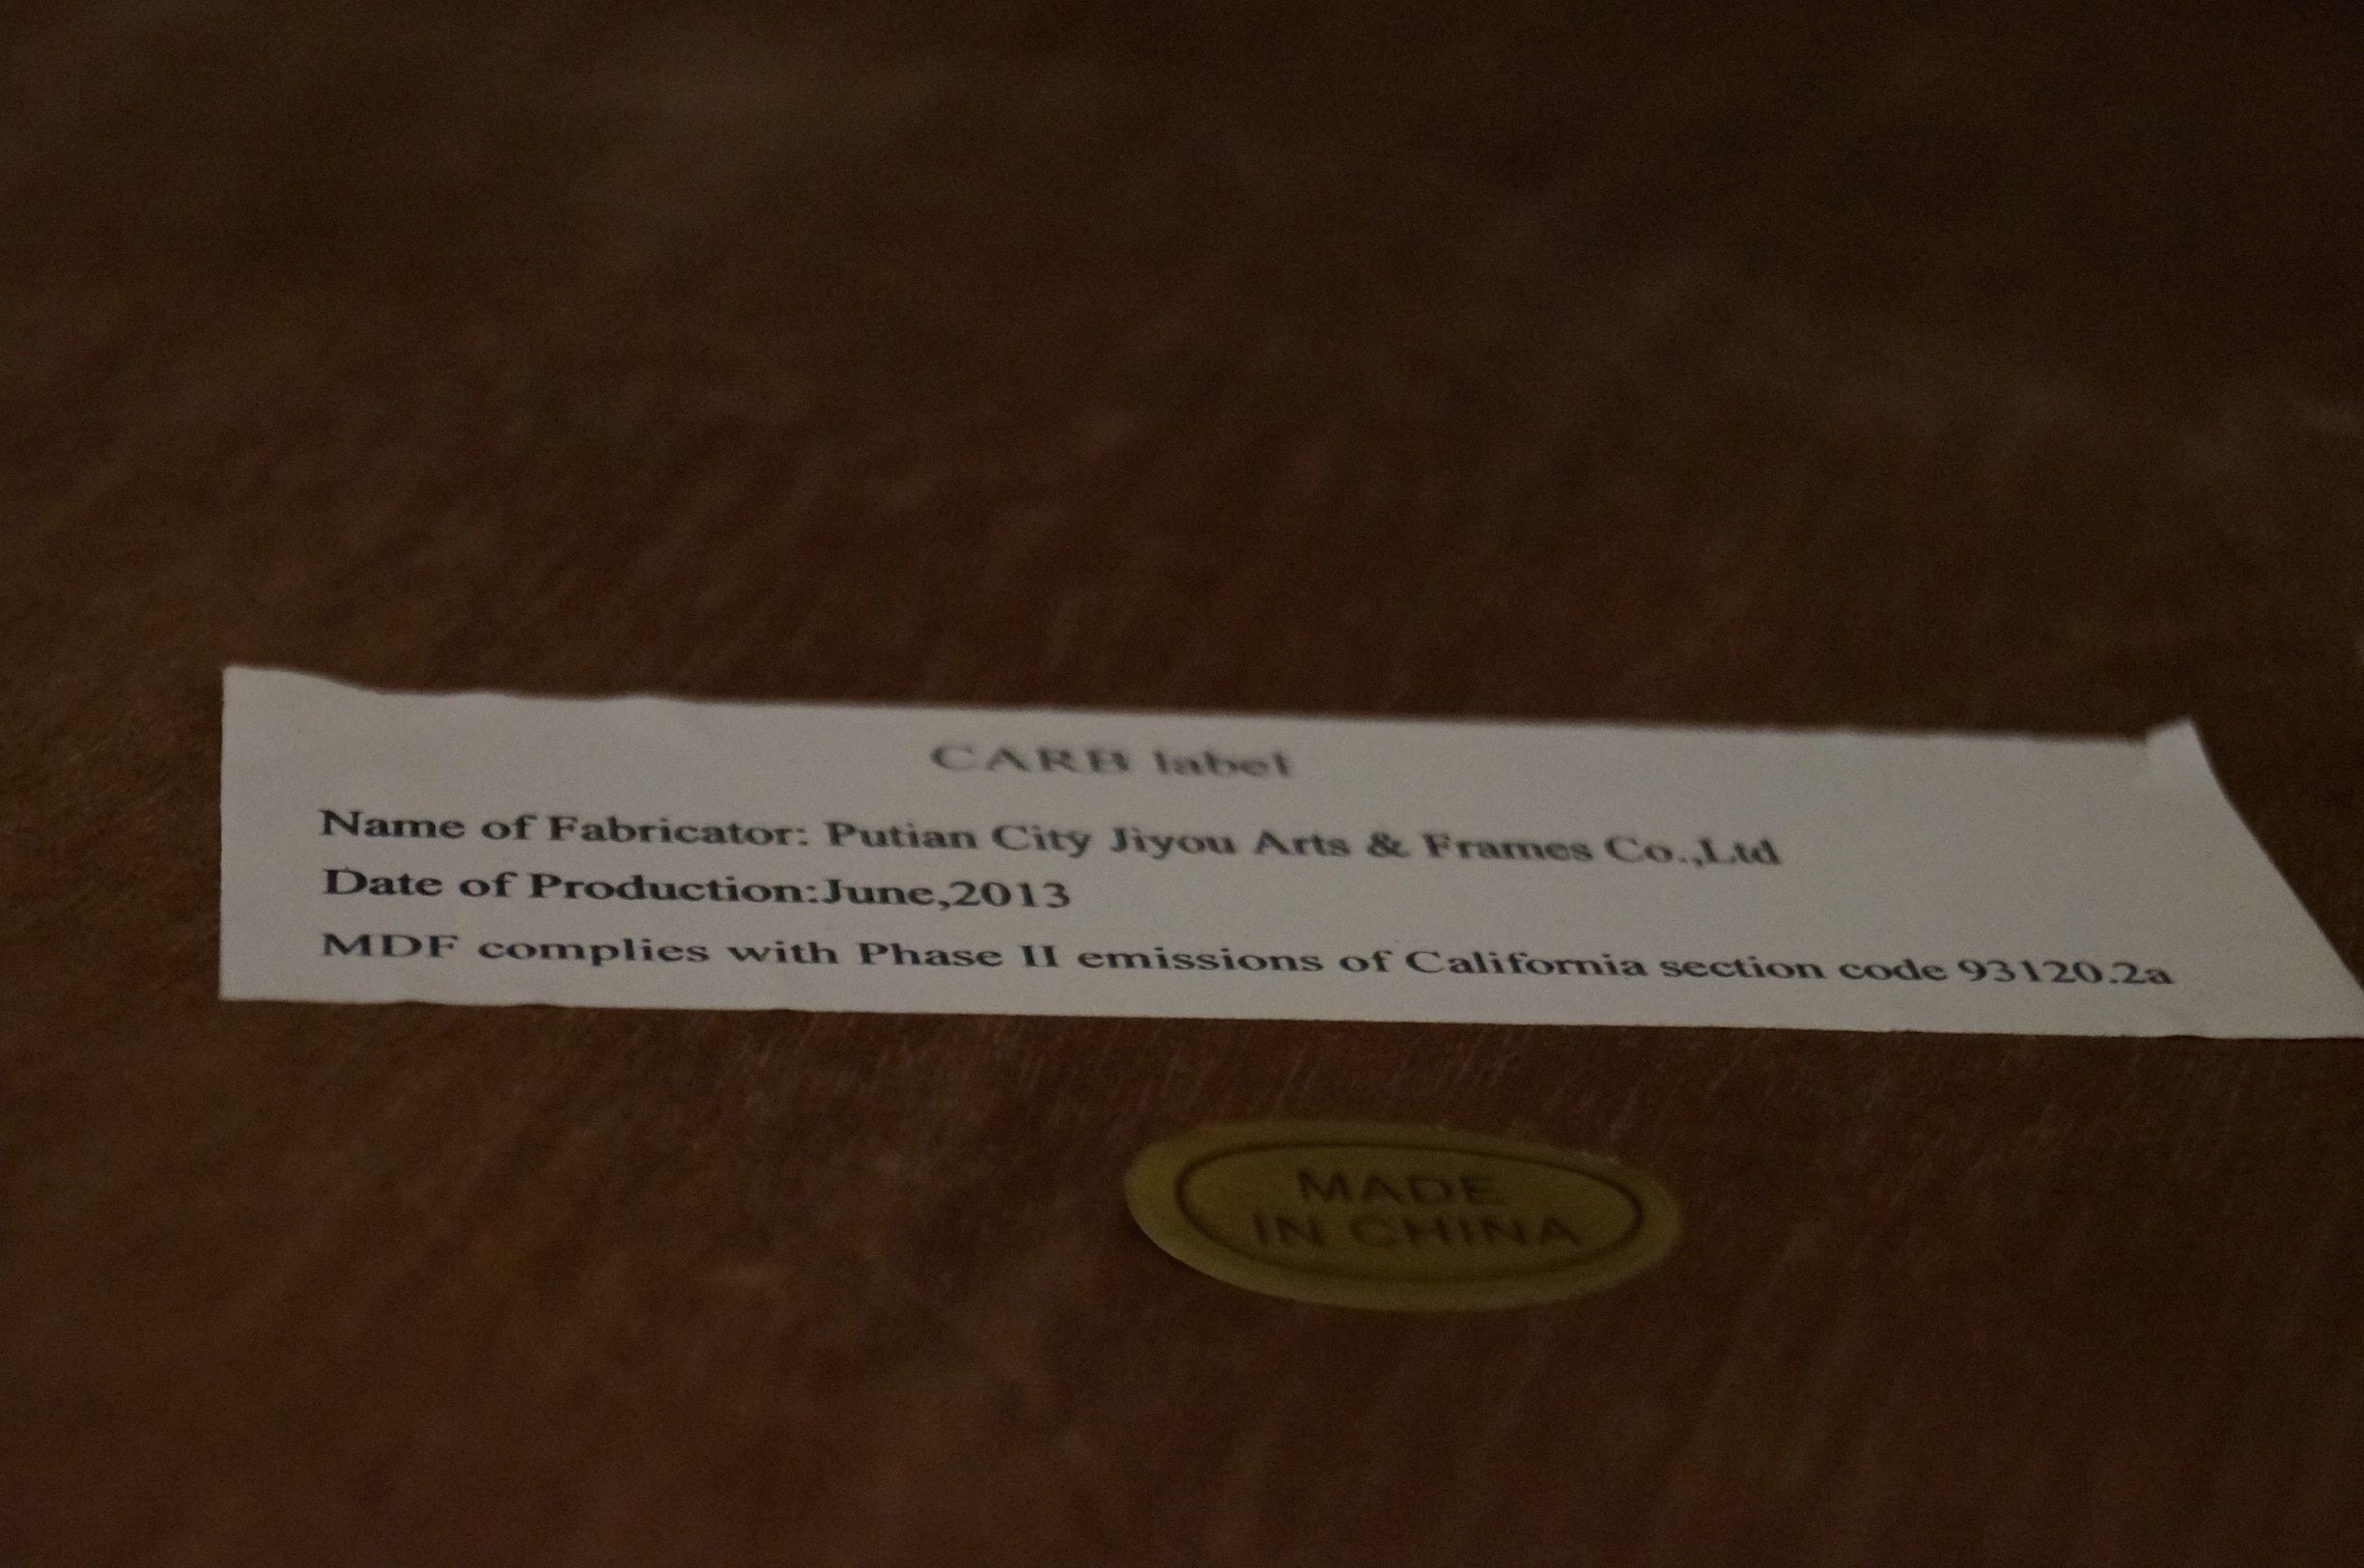 CARB label
Name of Fabricator: Putian City Jiyou Arts & Frames Co.,Ltd
Date of Production:June,2013
MDF complies with Phase II emissions of California section code 93120.2a
MADE
IN CHINA